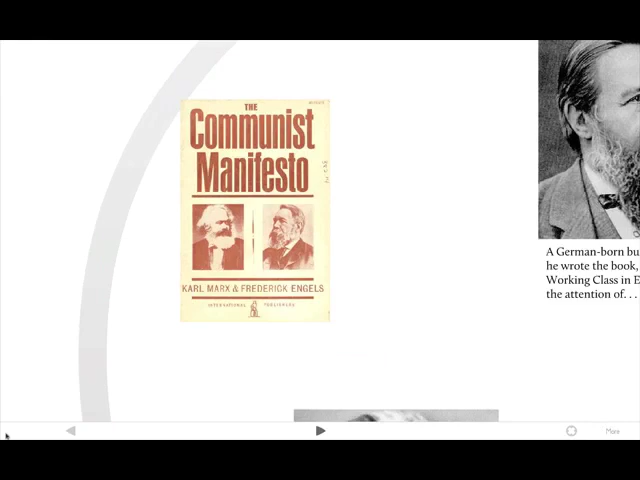 THE
Communist
Manifesto
KARL MARX & FREDERICK ENGELS
INTERNATIONAL PUBLISHERS
A German-born bu
he wrote the book,
Working Class in E
the attention of. . .
More